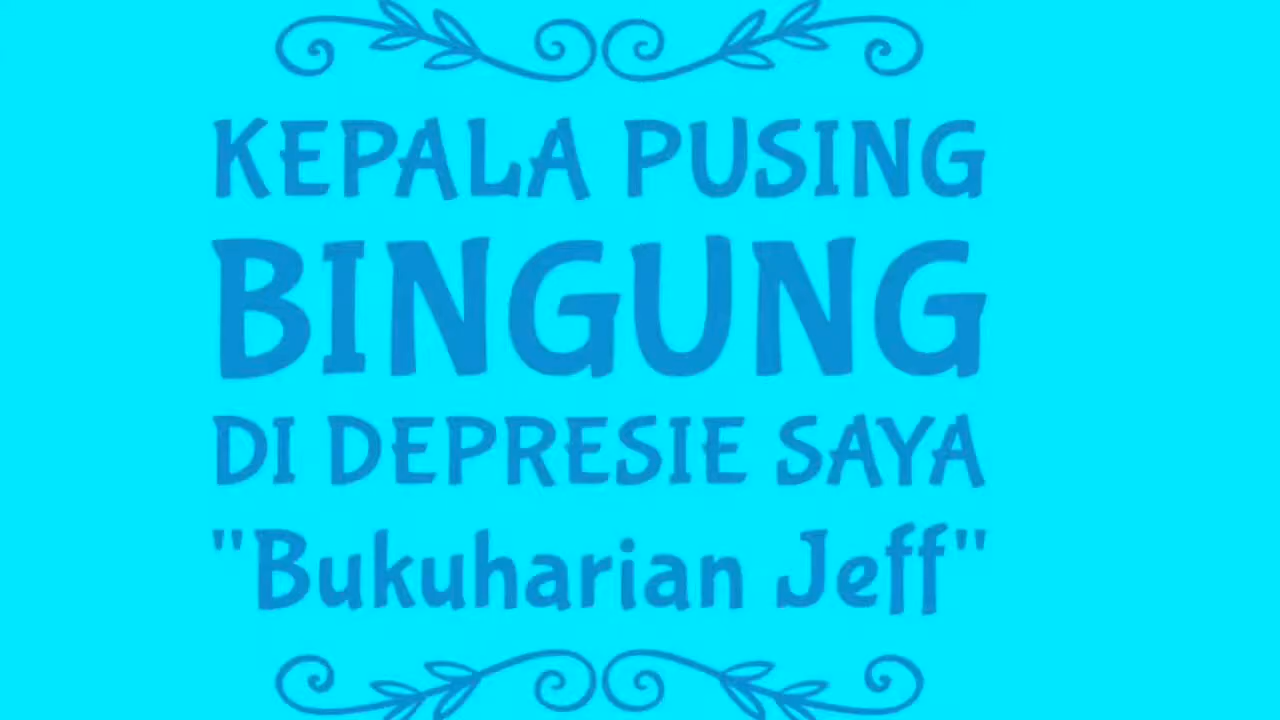 KEPALA PUSING
BINGUNG
DI DEPRESIE SAYA
"Bukuharian Jeff"